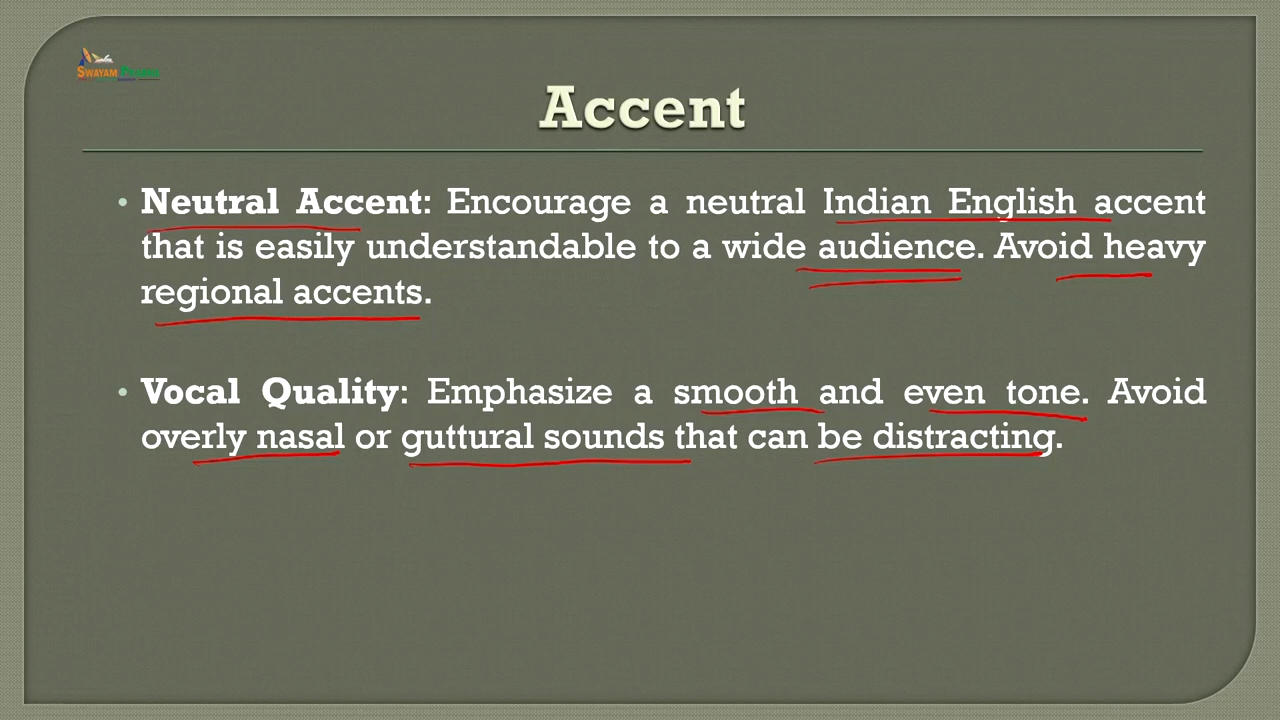 SWAYAM PRABHA
Accent
• Neutral Accent: Encourage a neutral Indian English accent
that is easily understandable to a wide audience. Avoid heavy
regional accents.
• Vocal Quality: Emphasize a smooth and even tone. Avoid
overly nasal or guttural sounds that can be distracting.